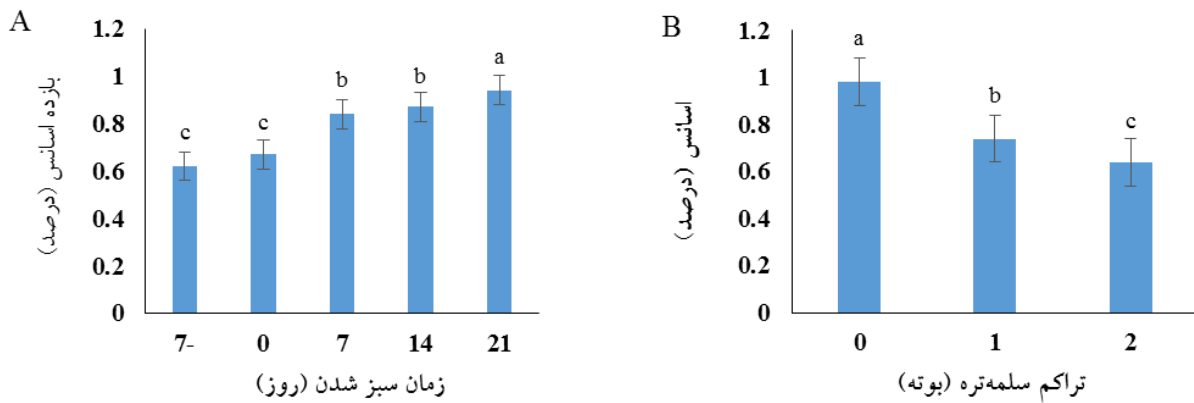 A
بازده اسانس (درصد)
1.2
1
0.8
0.6
0.4
0.2
0
c
c
b
b
a
7-
0
7
14
21
زمان سبز شدن (روز)
B
اسانس (درصد)
1.2
1
0.8
0.6
0.4
0.2
0
a
b
c
0
1
2
تراکم سلمه‌تره (بوته)